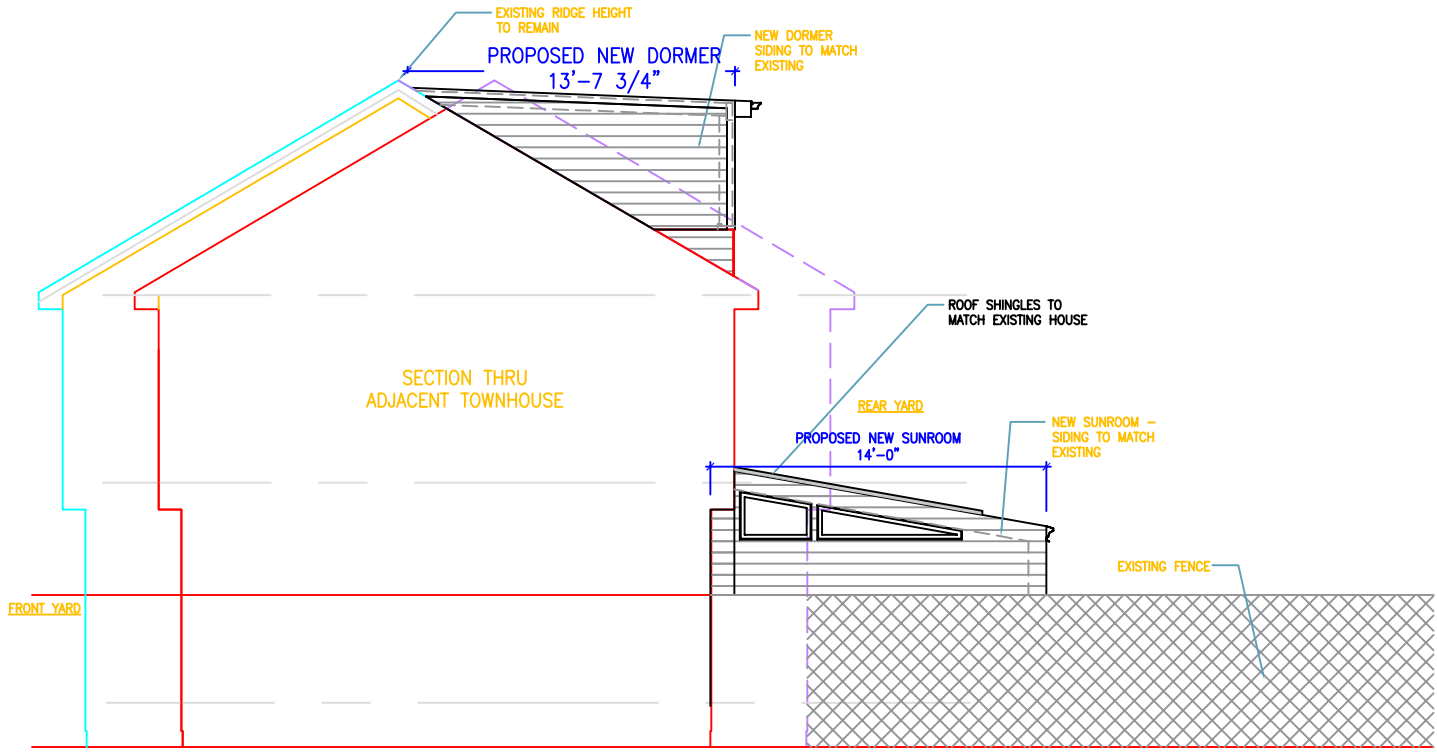 EXISTING RIDGE HEIGHT
TO REMAIN
NEW DORMER
SIDING TO MATCH
EXISTING
PROPOSED NEW DORMER
13'-7 3/4"
ROOF SHINGLES TO
MATCH EXISTING HOUSE
SECTION THRU
ADJACENT TOWNHOUSE
REAR YARD
NEW SUNROOM -
SIDING TO MATCH
EXISTING
PROPOSED NEW SUNROOM
14'-0"
EXISTING FENCE
FRONT YARD